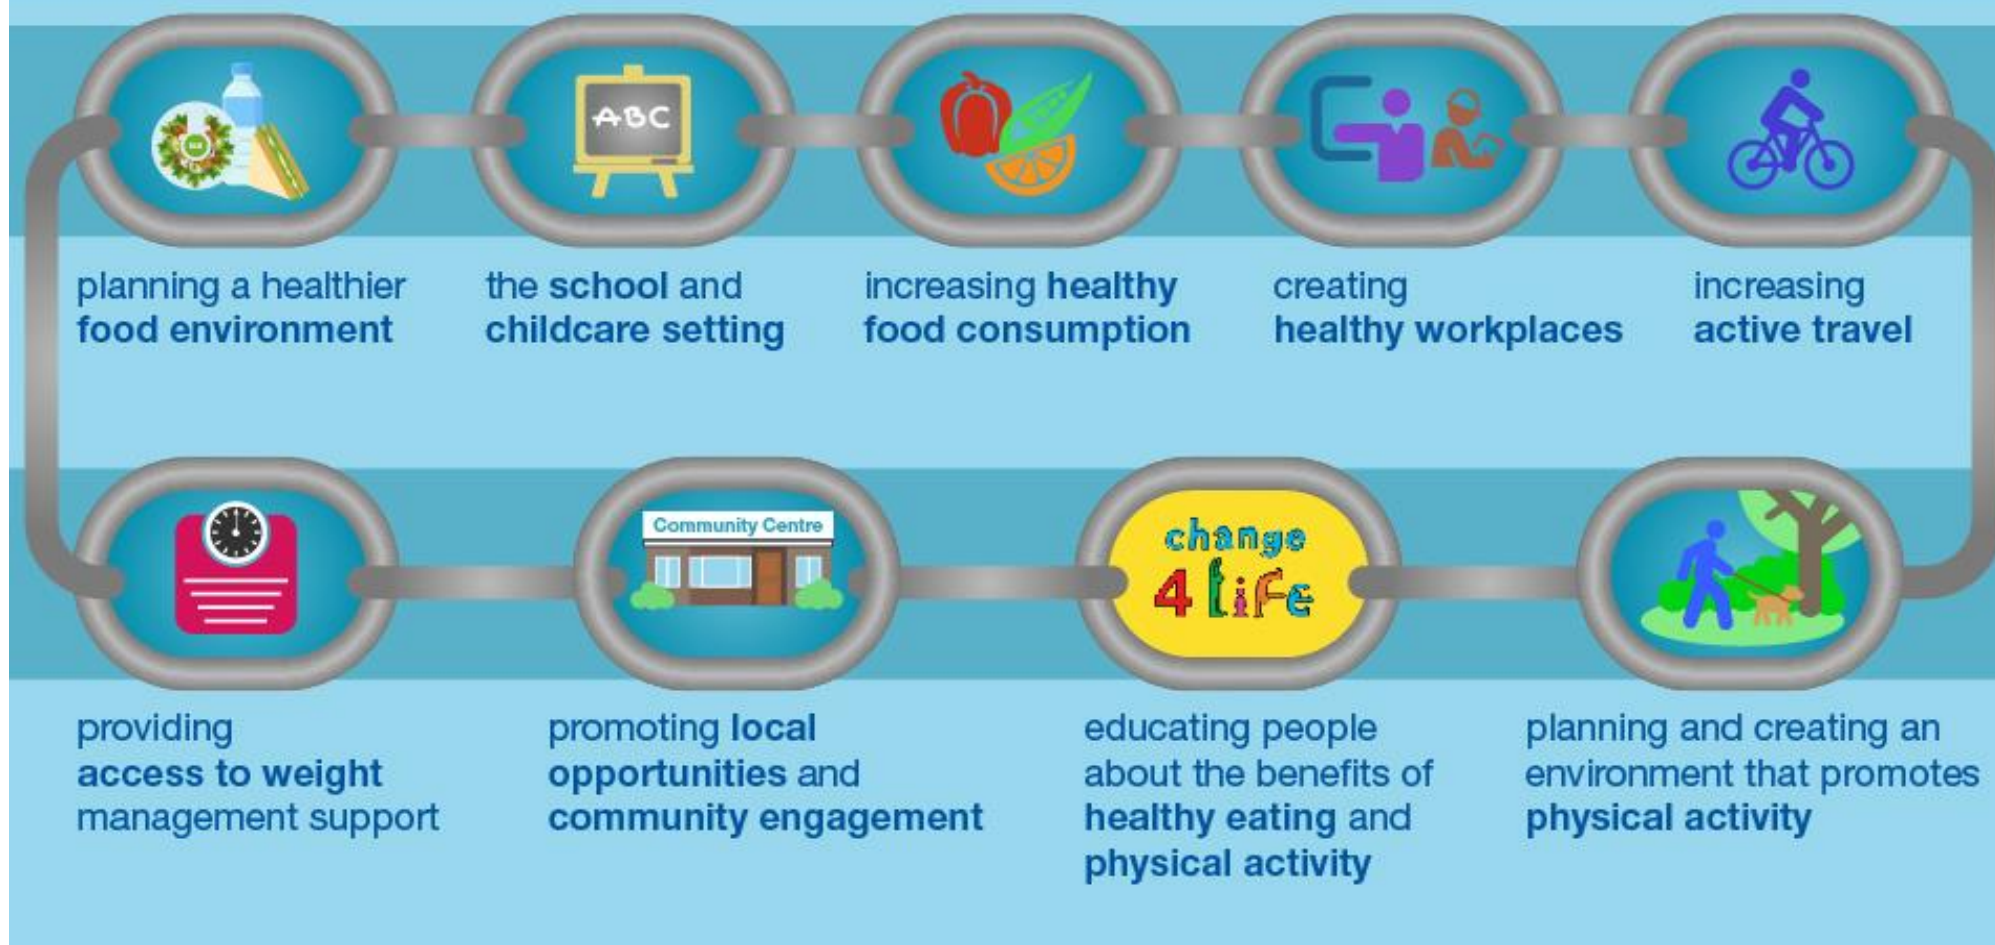 ABC
planning a healthier
food environment
the school and
childcare setting
increasing healthy
food consumption
creating
healthy workplaces
increasing
active travel
Community Centre
change
4 life
providing
access to weight
management support
promoting local
opportunities and
community engagement
educating people
about the benefits of
healthy eating and
physical activity
planning and creating an
environment that promotes
physical activity